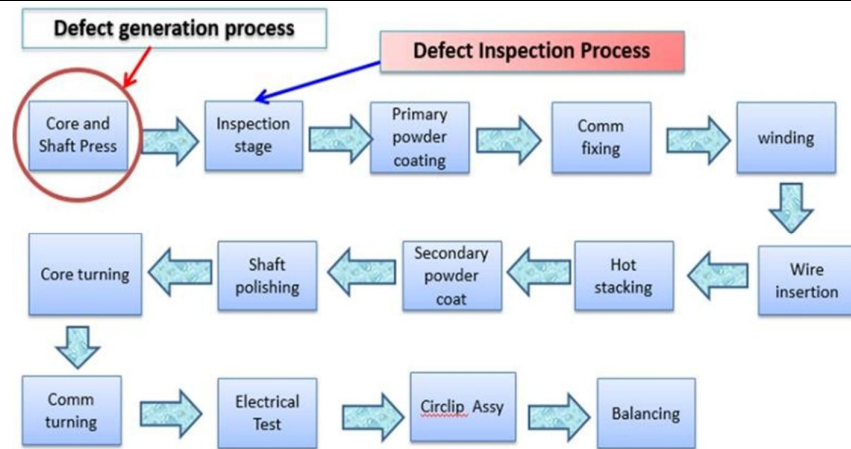 Defect generation process
Defect Inspection Process
Core and
Shaft Press
Inspection
stage
Primary
powder
coating
Comm
fixing
winding
Wire
insertion
Hot
stacking
Secondary
powder
coat
Shaft
polishing
Core turning
Comm
turning
Electrical
Test
Circlip Assy
Balancing